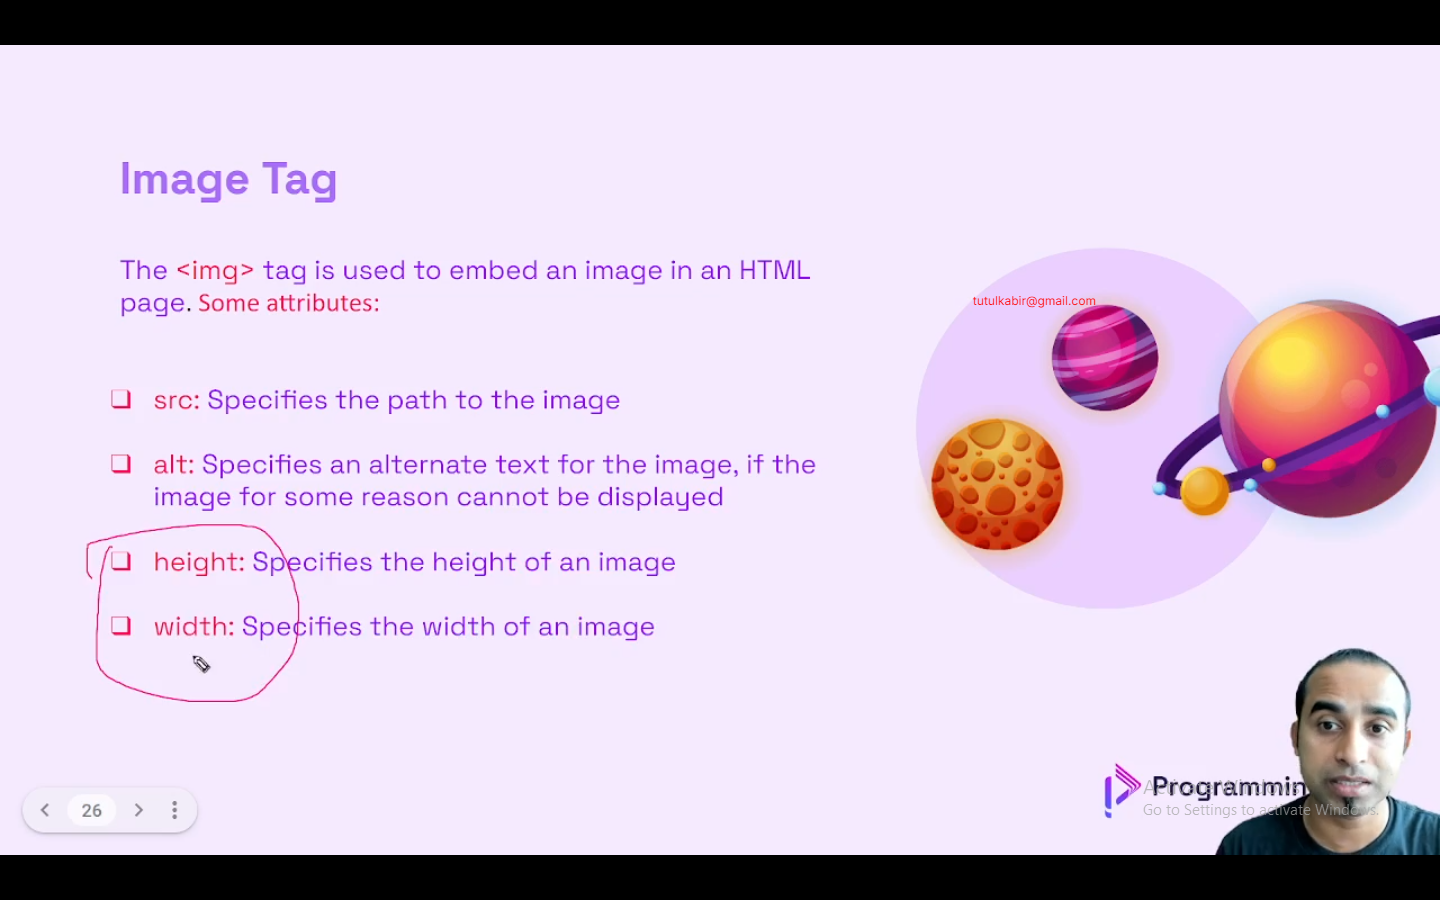 Image Tag
The <img> tag is used to embed an image in an HTML
page. Some attributes:
tutulkabir@gmail.com
❑ src: Specifies the path to the image
❑ alt: Specifies an alternate text for the image, if the
image for some reason cannot be displayed
❑ height: Specifies the height of an image
❑ width: Specifies the width of an image
Programmin
Activate Windows
Go to Settings to activate Windows.
26